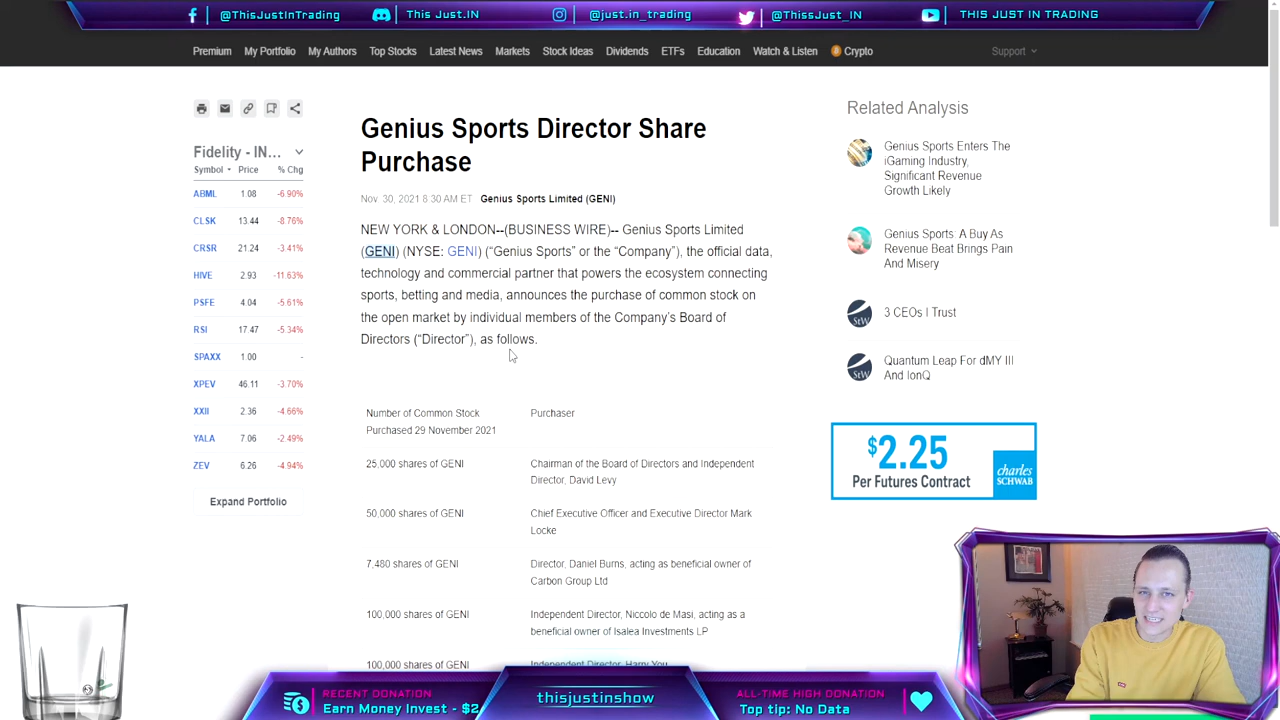 @ThisJustInTrading
This Just.IN
@just.in_trading
@ThissJust_IN
THIS JUST IN TRADING
Premium My Portfolio My Authors Top Stocks Latest News Markets Stock Ideas Dividends ETFs Education Watch & Listen Crypto Support
Fidelity - IN...
Symbol Price % Chg
ABML 1.08 -6.90%
CLSK 13.44 -8.76%
CRSR 21.24 -3.41%
HIVE 2.93 -11.63%
PSFE 4.04 -5.61%
RSI 17.47 -5.34%
SPAXX 1.00 -
XPEV 46.11 -3.70%
XXII 2.36 -4.66%
YALA 7.06 -2.49%
ZEV 6.26 -4.94%
Expand Portfolio
Genius Sports Director Share
Purchase
Nov. 30, 2021 8:30 AM ET Genius Sports Limited (GENI)
NEW YORK & LONDON--(BUSINESS WIRE)-- Genius Sports Limited
(GENI) (NYSE: GENI) (“Genius Sports” or the “Company”), the official data,
technology and commercial partner that powers the ecosystem connecting
sports, betting and media, announces the purchase of common stock on
the open market by individual members of the Company’s Board of
Directors (“Director”), as follows.
Number of Common Stock
Purchased 29 November 2021
Purchaser
25,000 shares of GENI
Chairman of the Board of Directors and Independent
Director, David Levy
50,000 shares of GENI
Chief Executive Officer and Executive Director Mark
Locke
7,480 shares of GENI
Director, Daniel Burns, acting as beneficial owner of
Carbon Group Ltd
100,000 shares of GENI
Independent Director, Niccolo de Masi, acting as a
beneficial owner of Isalea Investments LP
100,000 shares of GENI
Independent Director, Harry You
Related Analysis
Genius Sports Enters The
iGaming Industry,
Significant Revenue
Growth Likely
Genius Sports: A Buy As
Revenue Beat Brings Pain
And Misery
3 CEOs I Trust
Quantum Leap For dMY III
And IonQ
$2.25
Per Futures Contract
charles
SCHWAB
RECENT DONATION
Earn Money Invest - $2
thisjustinshow
ALL-TIME HIGH DONATION
Top tip: No Data